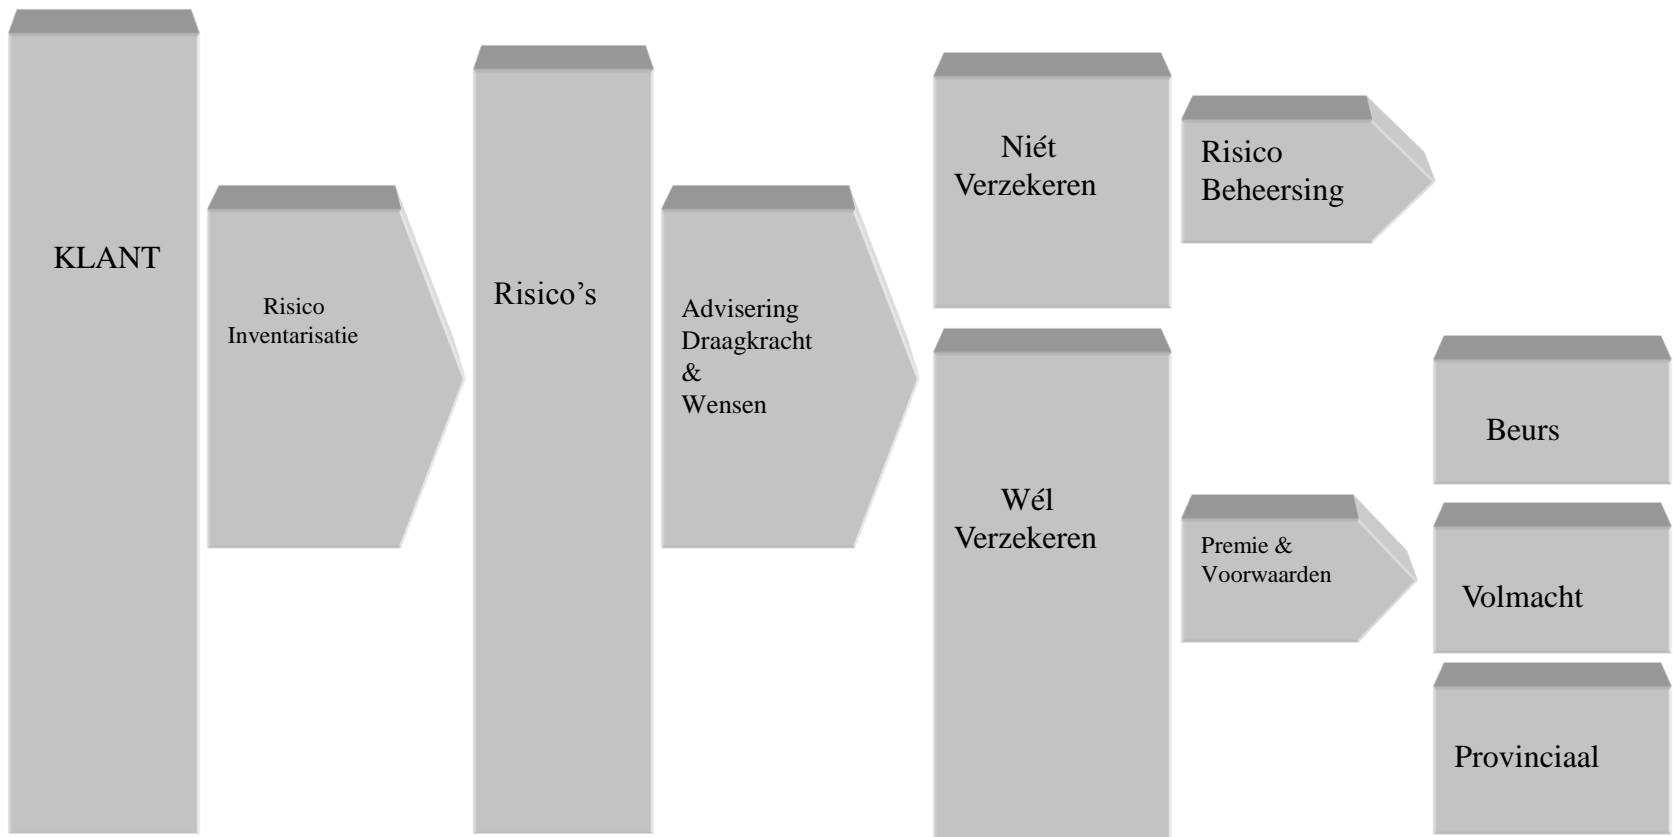 KLANT
Risico
Inventarisatie
Risico’s
Advisering
Draagkracht
&
Wensen
Niét
Verzekeren
Risico
Beheersing
Wél
Verzekeren
Premie &
Voorwaarden
Beurs
Volmacht
Provinciaal